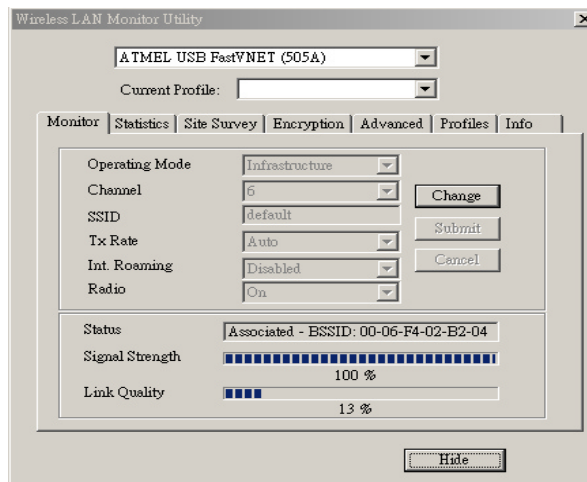 Wireless LAN Monitor Utility
ATMEL USB FastVNET (505A)
Current Profile:
Monitor Statistics Site Survey Encryption Advanced Profiles Info
Operating Mode Infrastructure
Channel 6 Change
SSID default
Submit
Tx Rate Auto
Cancel
Int. Roaming Disabled
Radio On
Status Associated - BSSID: 00-06-F4-02-B2-04
Signal Strength
100 %
Link Quality
13 %
Hide